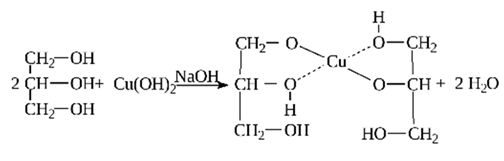 H
CH₂—O O—CH₂
CH₂—OH Cu
2 CH—OH+ Cu(OH)₂ NaOH CH—O O—CH + 2 H₂O
CH₂—OH H
CH₂—OH HO—CH₂